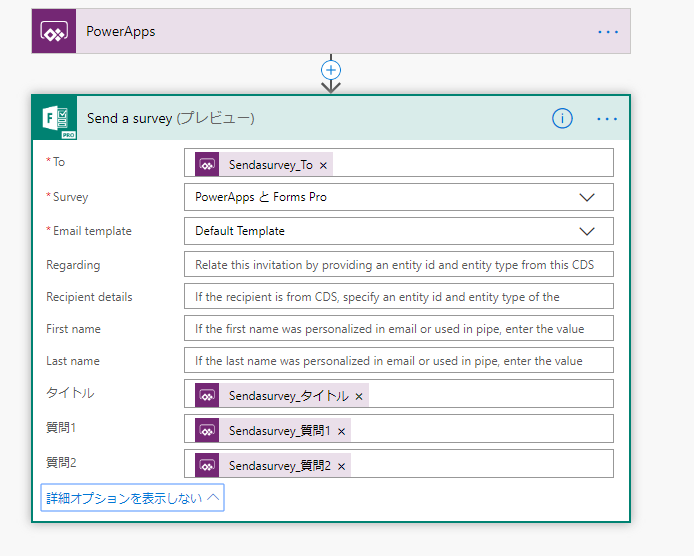 PowerApps
Send a survey (プレビュー)
PRO
* To
Sendasurvey_To ×
* Survey
PowerApps と Forms Pro
* Email template
Default Template
Regarding
Relate this invitation by providing an entity id and entity type from this CDS
Recipient details
If the recipient is from CDS, specify an entity id and entity type of the
First name
If the first name was personalized in email or used in pipe, enter the value
Last name
If the last name was personalized in email or used in pipe, enter the value
タイトル
Sendasurvey_タイトル ×
質問1
Sendasurvey_質問1 ×
質問2
Sendasurvey_質問2 ×
詳細オプションを表示しない